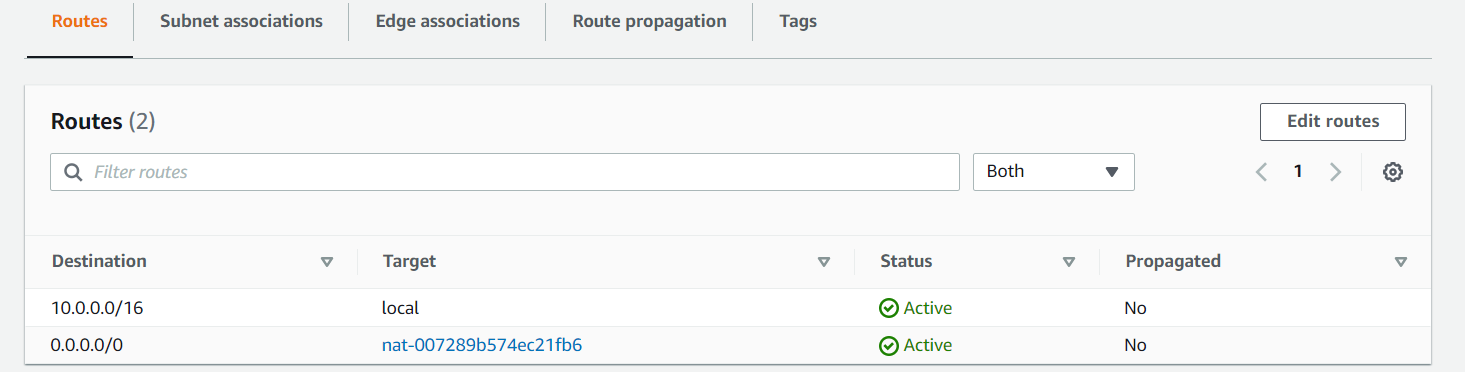 Routes Subnet associations Edge associations Route propagation Tags
Routes (2) Edit routes
Filter routes Both 1
Destination Target Status Propagated
10.0.0.0/16 local Active No
0.0.0.0/0 nat-007289b574ec21fb6 Active No